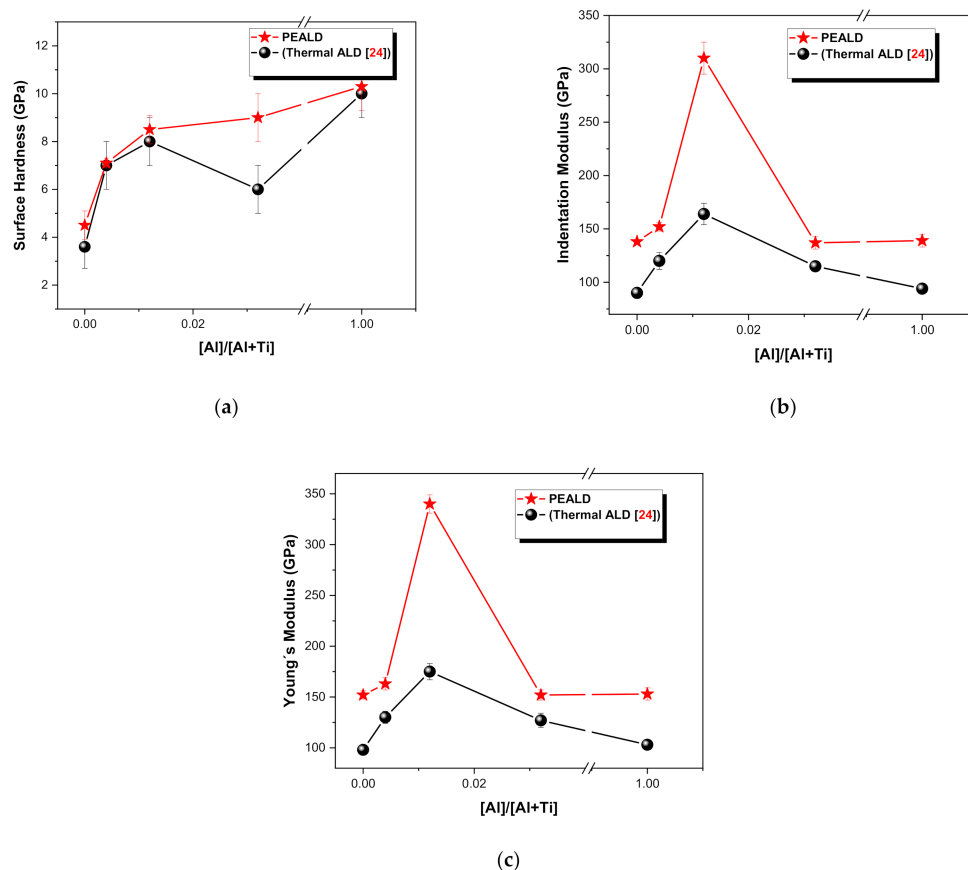 12
10
8
6
4
2
Surface Hardness (GPa)
PEALD
(Thermal ALD [24])
0.00
0.02
1.00
[Al]/[Al+Ti]
(a)
350
300
250
200
150
100
Indentation Modulus (GPa)
PEALD
(Thermal ALD [24])
0.00
0.02
1.00
[Al]/[Al+Ti]
(b)
350
300
250
200
150
100
Young´s Modulus (GPa)
PEALD
(Thermal ALD [24])
0.00
0.02
1.00
[Al]/[Al+Ti]
(c)